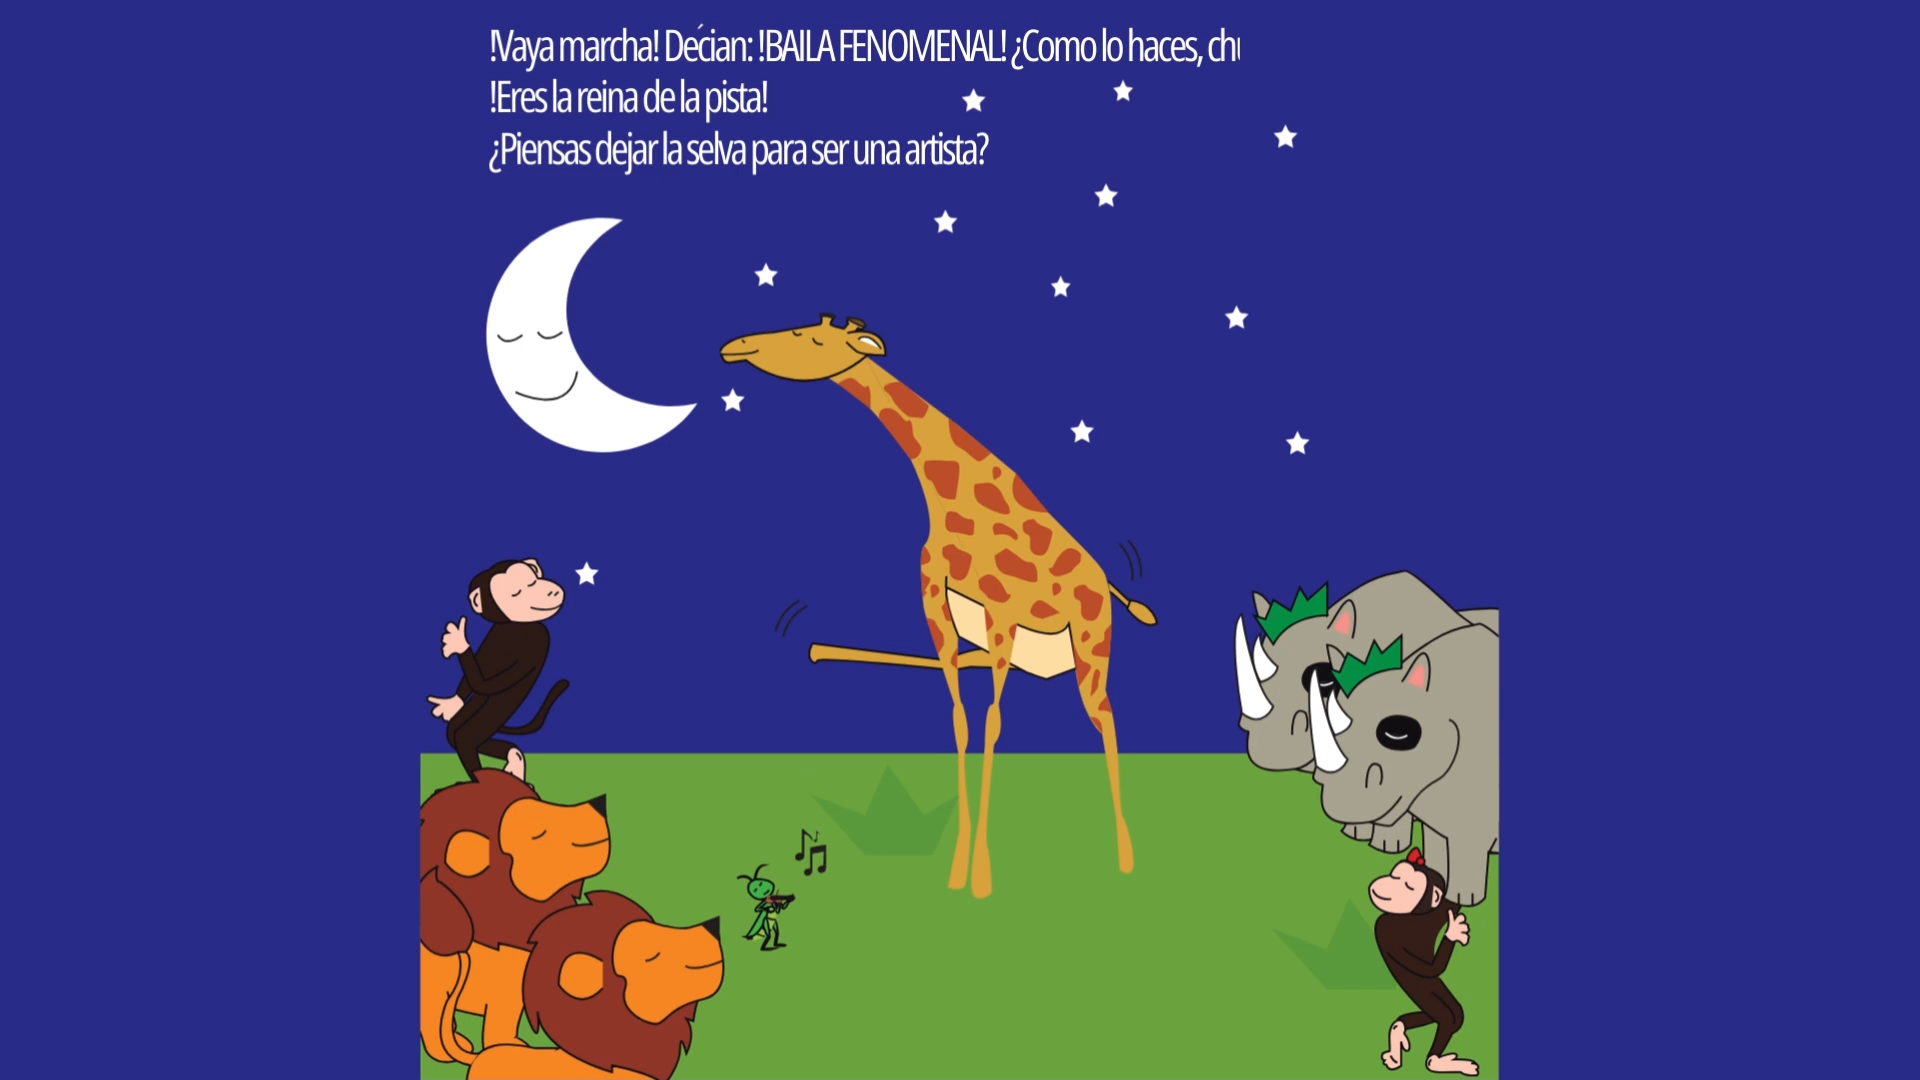 !Vaya marcha! Decían: !BAILA FENOMENAL! ¿Como lo haces,
!Eres la reina de la pista!
¿Piensas dejar la selva para ser una artista?